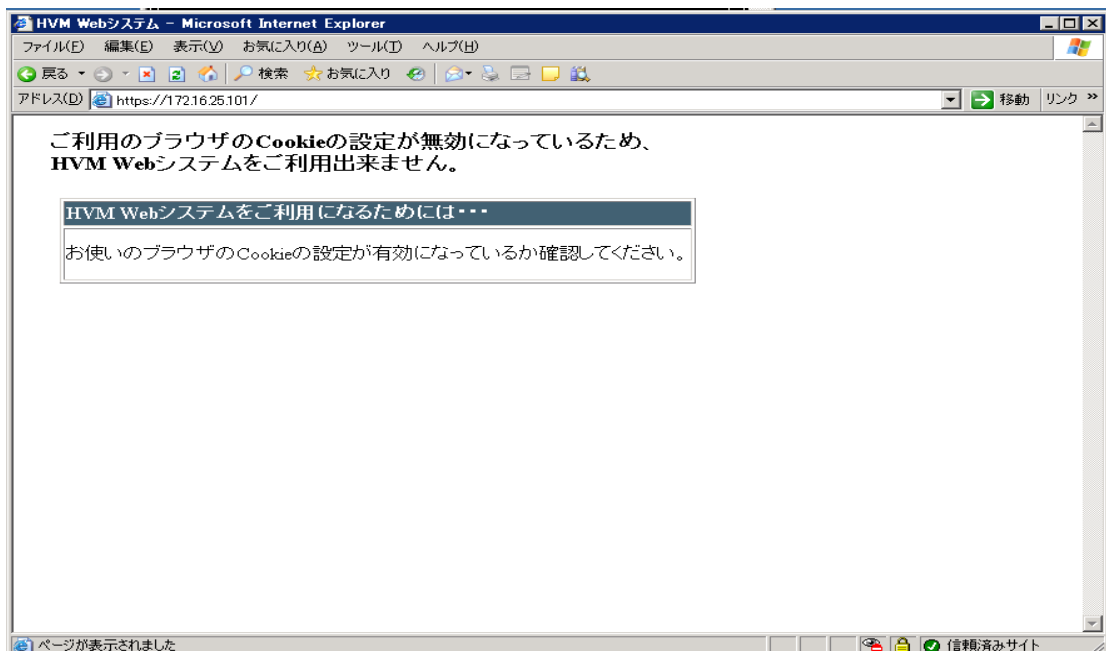 HVM Webシステム - Microsoft Internet Explorer
ファイル(F) 編集(E) 表示(V) お気に入り(A) ツール(T) ヘルプ(H)
戻る 検索 お気に入り
アドレス(D) https://172.16.25.101/ 移動 リンク »
ご利用のブラウザのCookieの設定が無効になっているため、
HVM Webシステムをご利用出来ません。
HVM Webシステムをご利用になるためには・・・
お使いのブラウザのCookieの設定が有効になっているか確認してください。
ページが表示されました 信頼済みサイト